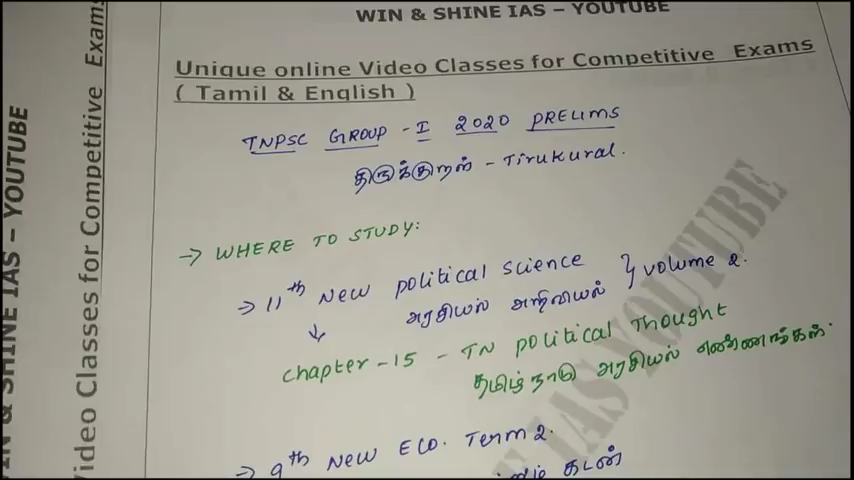 WIN & SHINE IAS – YOUTUBE
Unique online Video Classes for Competitive Exams
( Tamil & English )
TNPSC GROUP - I 2020 PRELIMS
திருக்குறள் - Tirukural.
→ WHERE TO STUDY:
→ 11th New political science } volume 2.
அரசியல் அறிவியல்
↓
chapter - 15 - TN political Thought
தமிழ்நாடு அரசியல் எண்ணங்கள்.
→ 9th New ECO. Term 2.
கடன்
WIN & SHINE IAS – YOUTUBE
Video Classes for Competitive Exams
IAS YOUTUBE